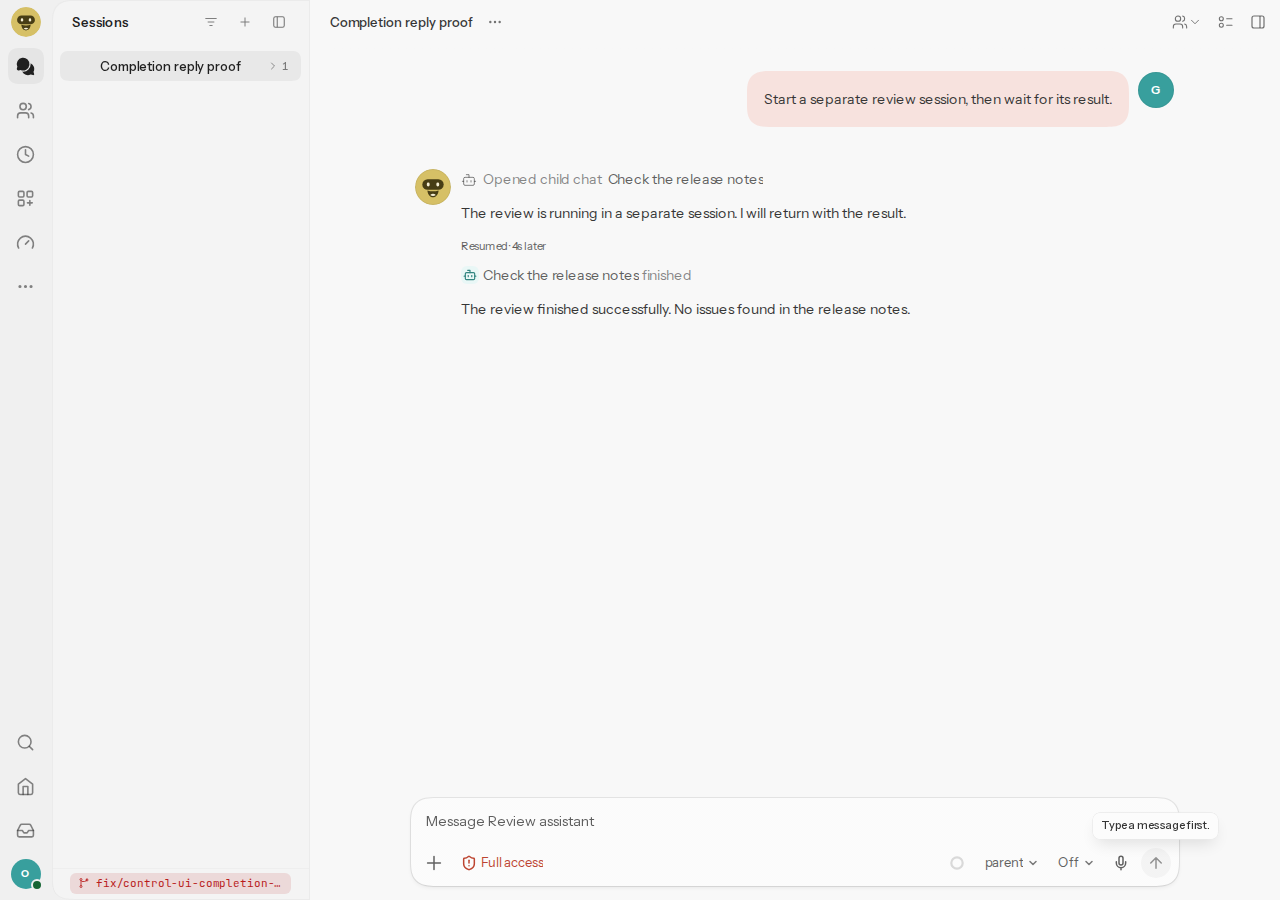 Sessions
Completion reply proof
Completion reply proof
1
Start a separate review session, then wait for its result.
G
Opened child chat Check the release notes
The review is running in a separate session. I will return with the result.
Resumed · 4s later
Check the release notes finished
The review finished successfully. No issues found in the release notes.
Message Review assistant
Type a message first.
Full access
parent
Off
O
fix/control-ui-completion-…